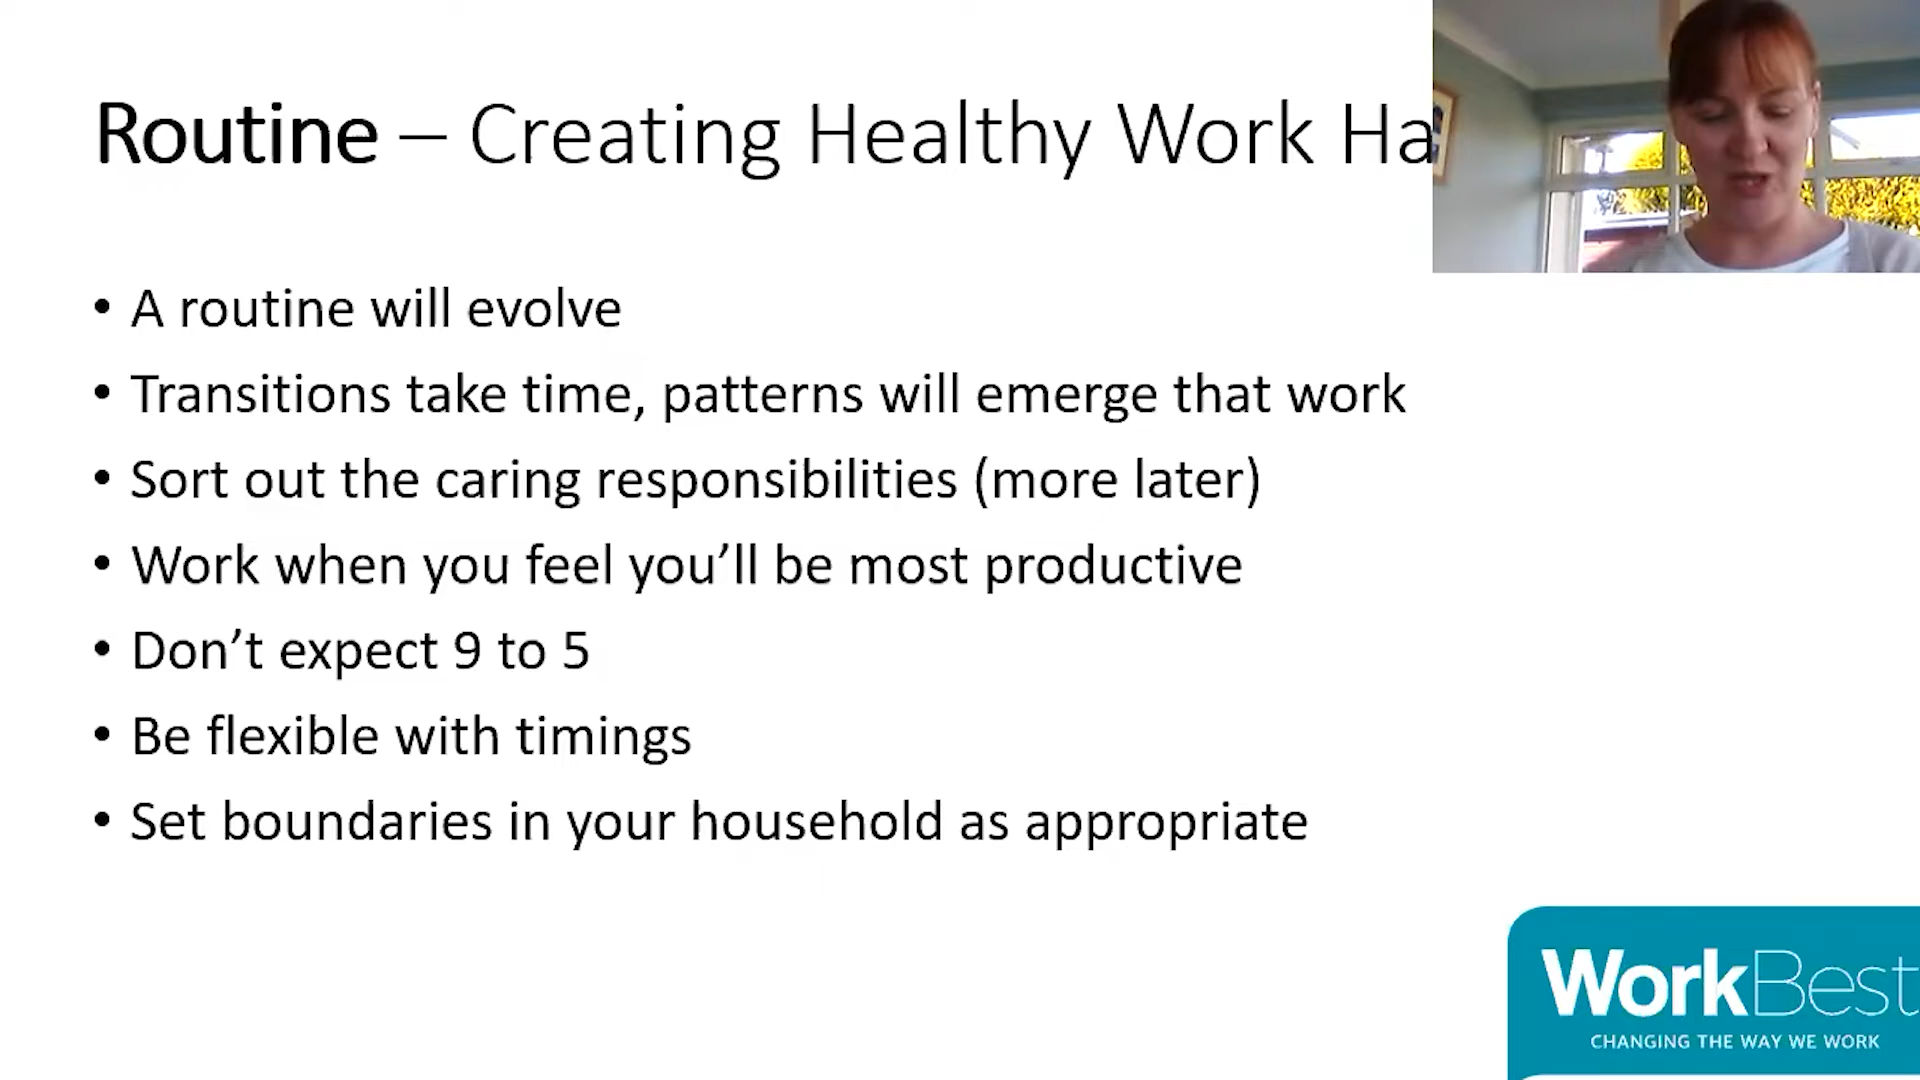 Routine – Creating Healthy Work Ha
• A routine will evolve
• Transitions take time, patterns will emerge that work
• Sort out the caring responsibilities (more later)
• Work when you feel you’ll be most productive
• Don’t expect 9 to 5
• Be flexible with timings
• Set boundaries in your household as appropriate
WorkBest
CHANGING THE WAY WE WORK